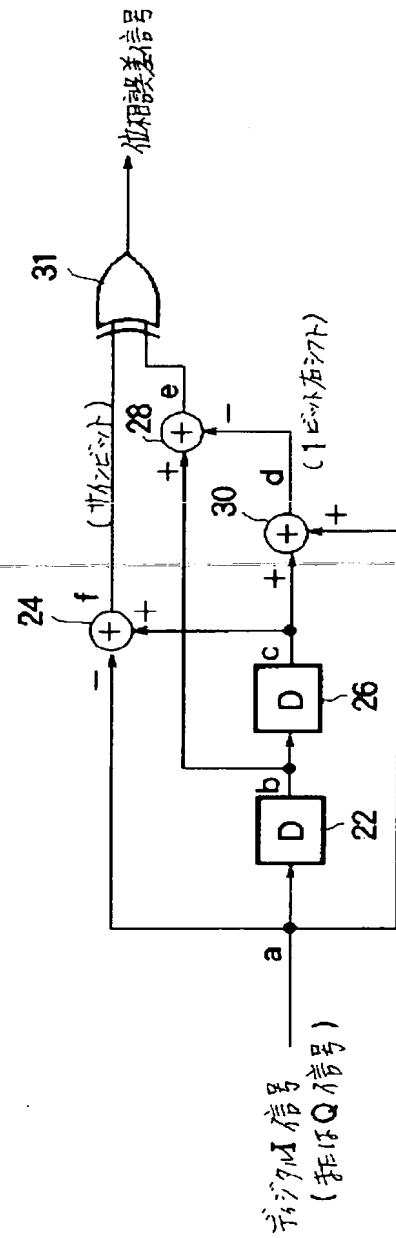 ディジタルI信号
(またはQ信号)
a
D
22
b
D
26
c
24
+
−
+
f
(サインビット)
30
+
+
+
d
(1ビット右シフト)
28
+
+
−
e
31
位相誤差信号